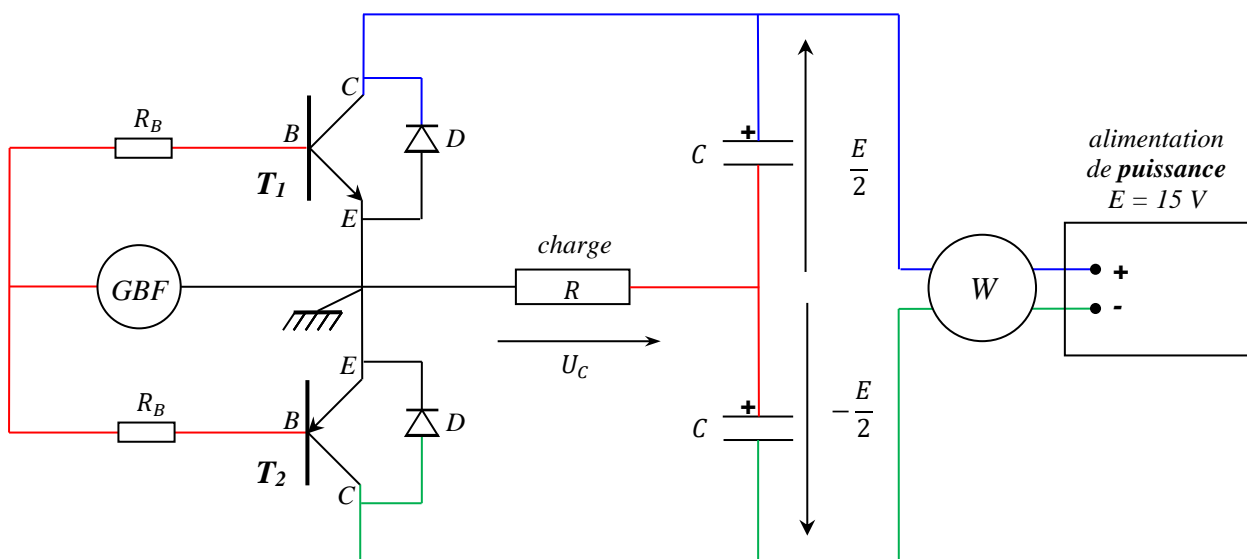 C
R_B
B
D
T_1
E
GBF
charge
R
U_C
E
R_B
B
D
T_2
C
+
C
E/2
+
C
-E/2
W
alimentation
de puissance
E = 15 V
+
-